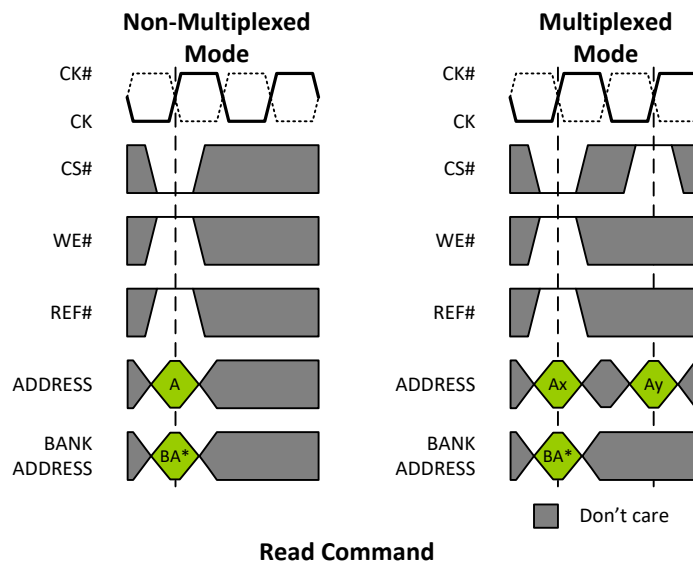 Non-Multiplexed
Mode
CK#
CK
CS#
WE#
REF#
ADDRESS
A
BANK
ADDRESS
BA*
Multiplexed
Mode
CK#
CK
CS#
WE#
REF#
ADDRESS
Ax
Ay
BANK
ADDRESS
BA*
Don't care
Read Command